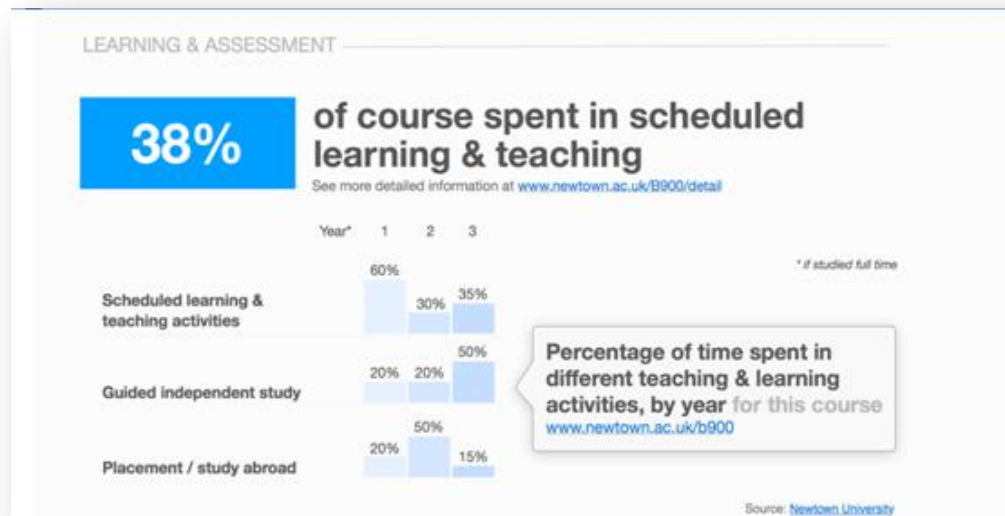 LEARNING & ASSESSMENT
38%
of course spent in scheduled
learning & teaching
See more detailed information at www.newtown.ac.uk/B900/detail
Year* 1 2 3
* if studied full time
Scheduled learning &
teaching activities
60% 30% 35%
Guided independent study
20% 20% 50%
Placement / study abroad
20% 50% 15%
Percentage of time spent in
different teaching & learning
activities, by year for this course
www.newtown.ac.uk/b900
Source: Newtown University